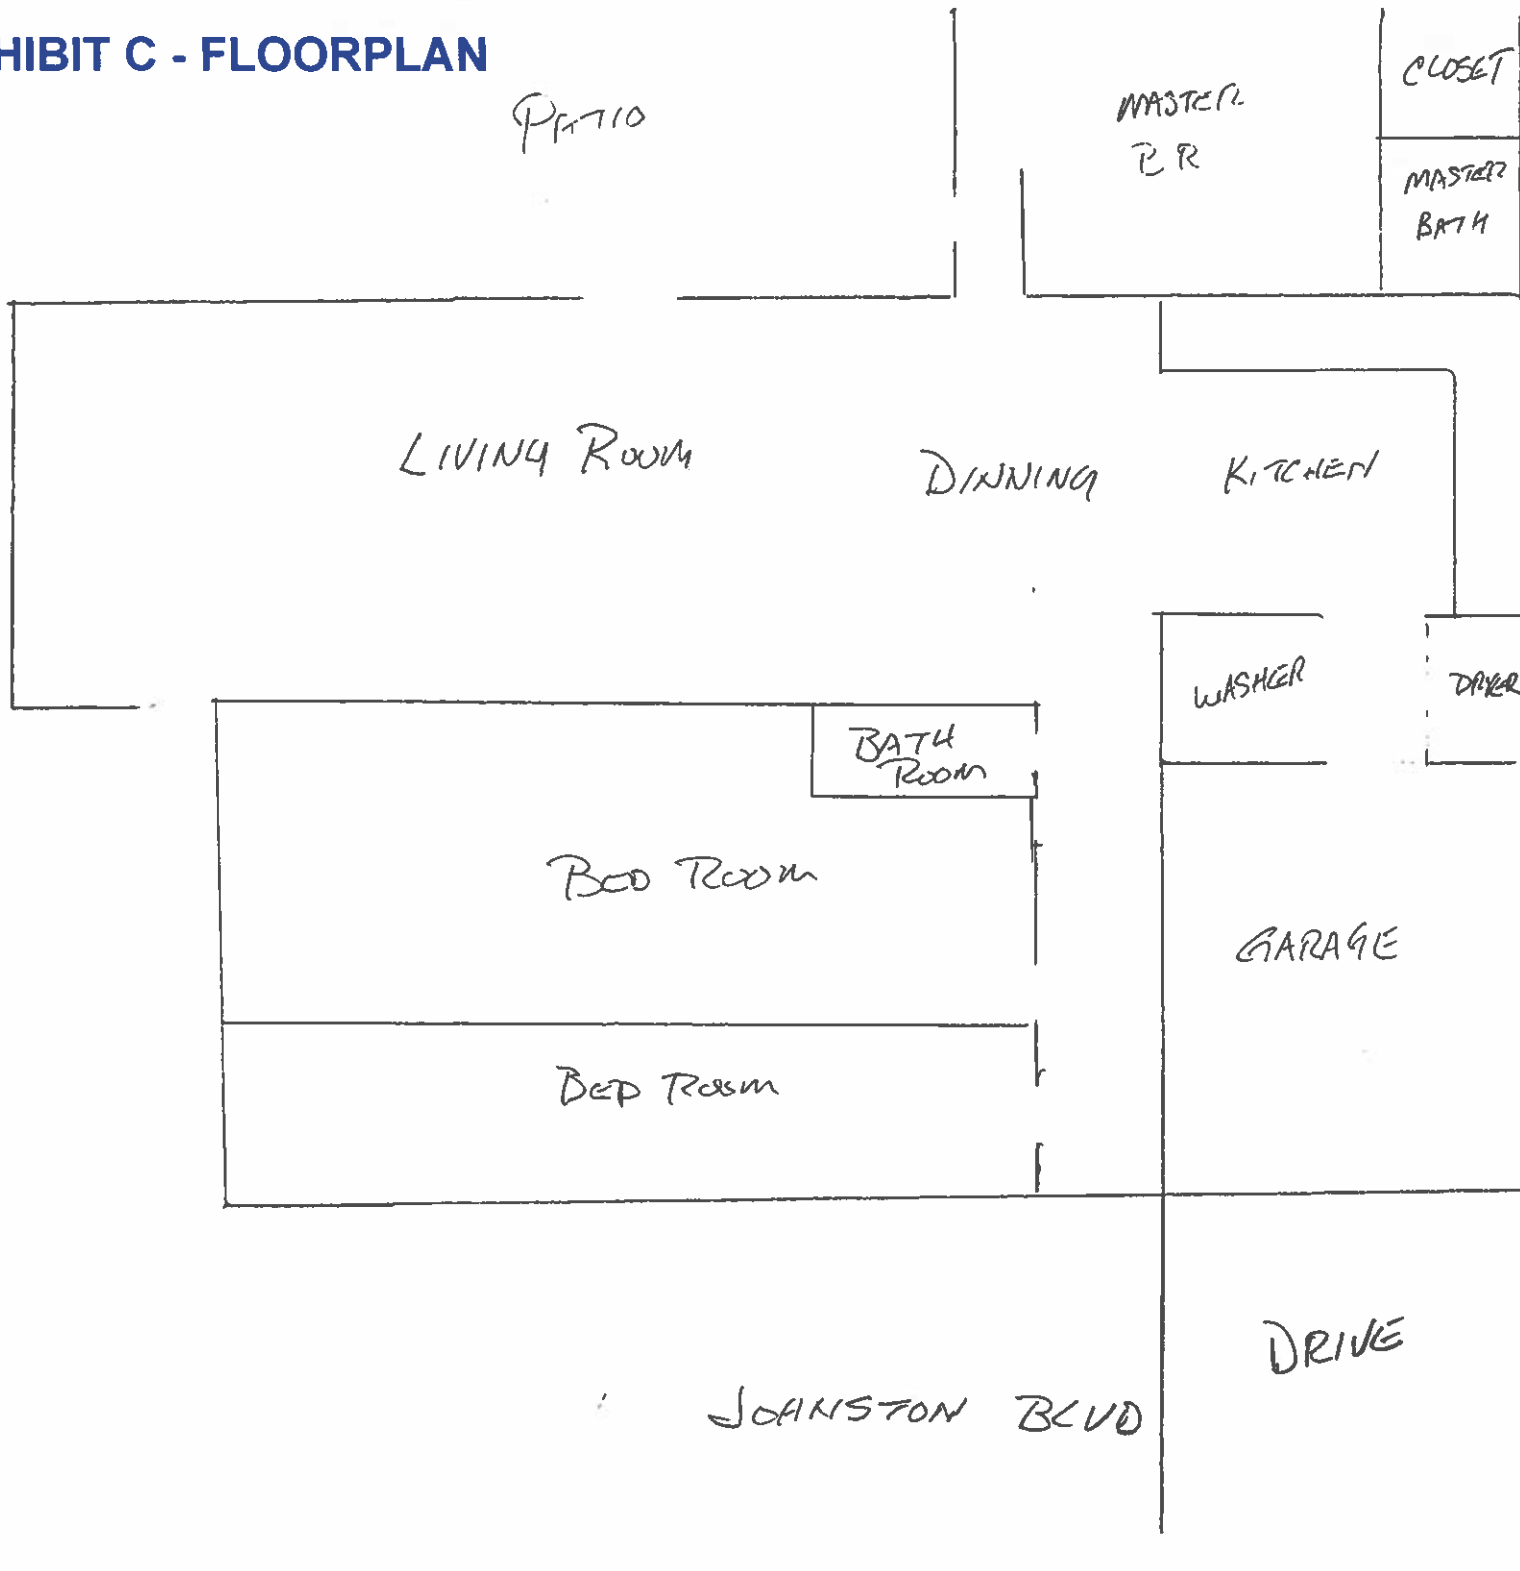 HIBIT C - FLOORPLAN
PATIO
MASTER
BR
CLOSET
MASTER
BATH
LIVING ROOM
DINNING
KITCHEN
WASHER
DRYER
BATH
ROOM
BED ROOM
GARAGE
BED ROOM
DRIVE
JOHNSTON BLVD